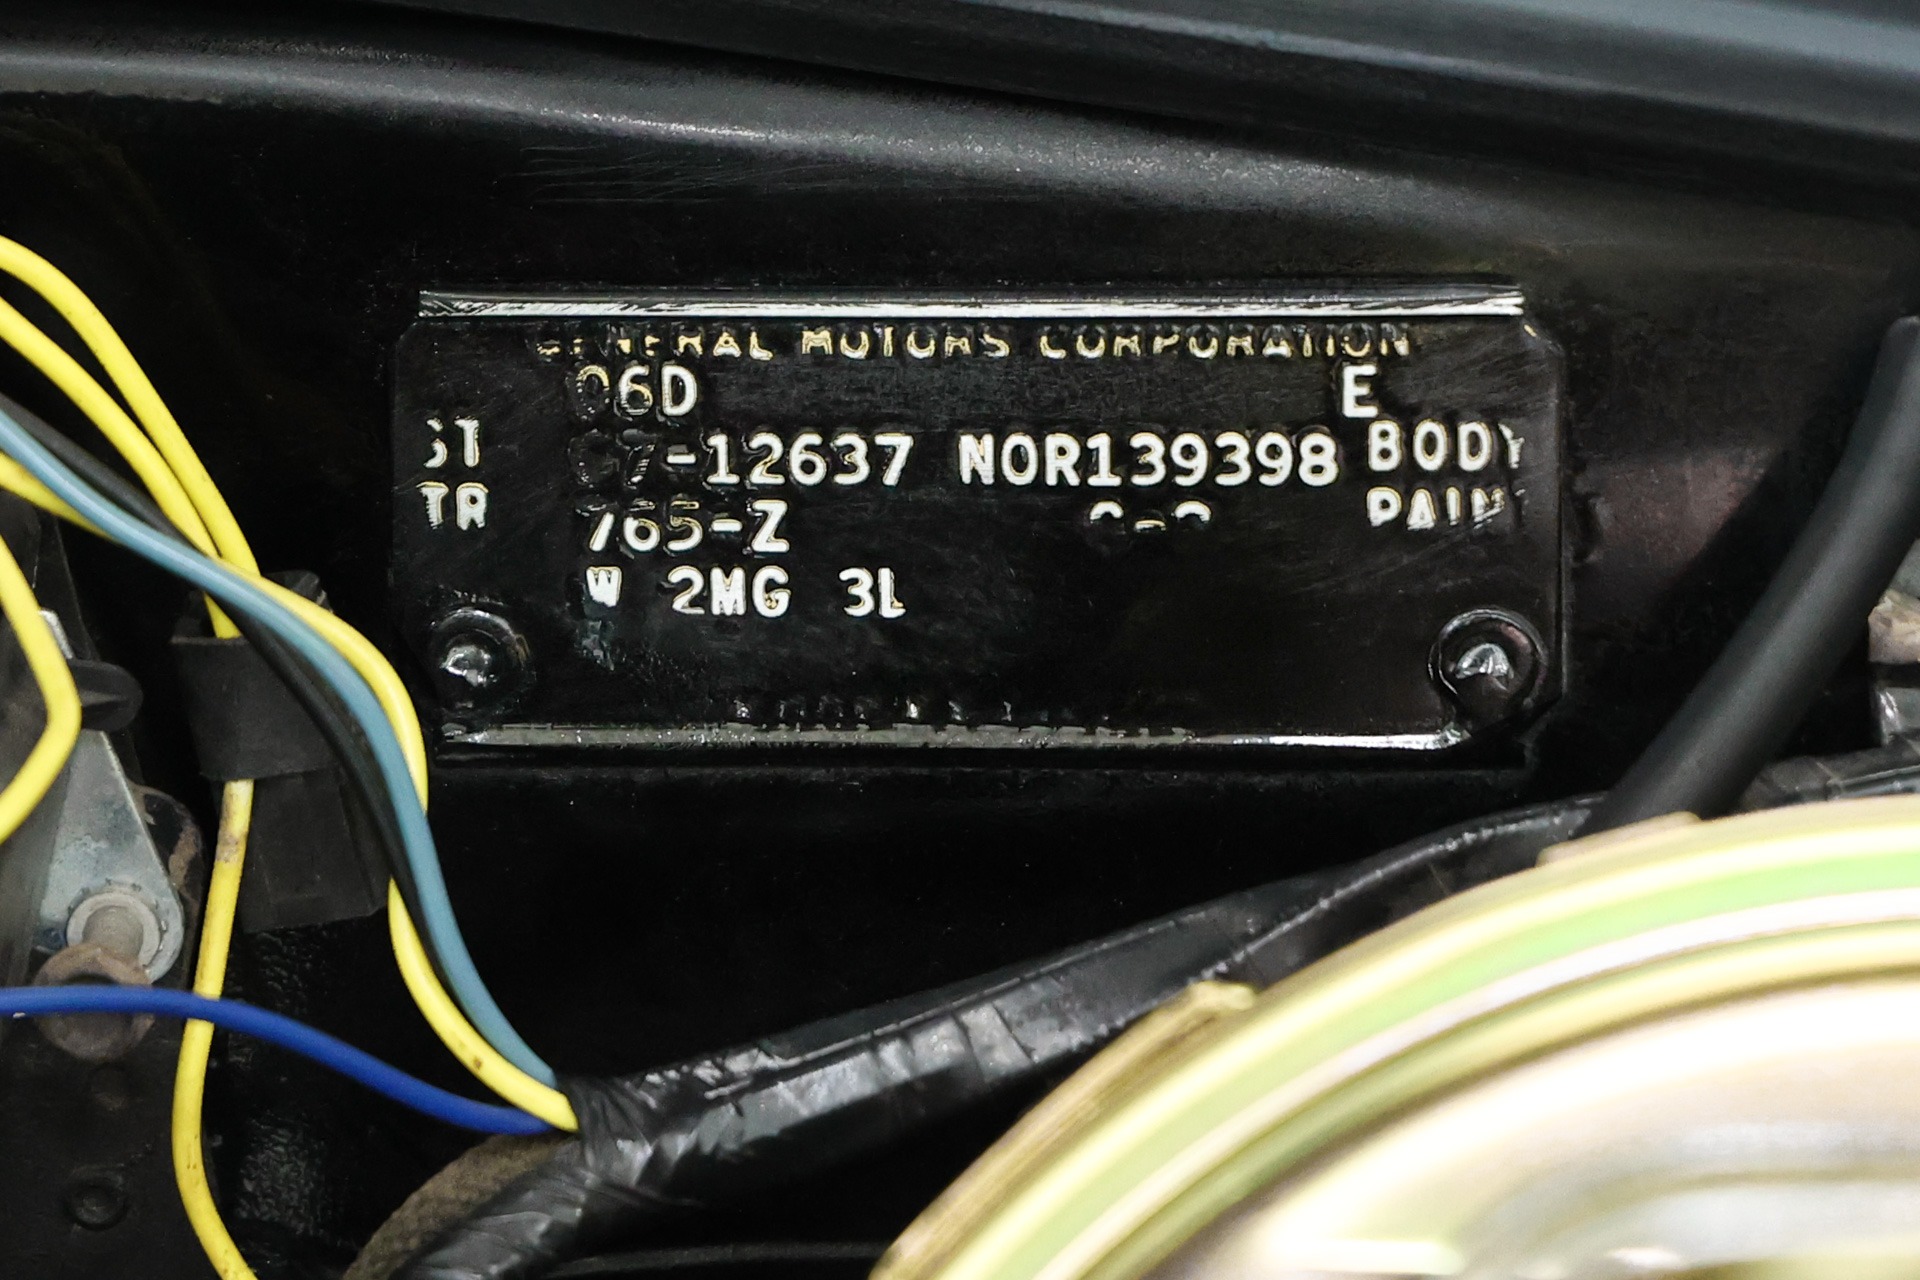 GENERAL MOTORS CORPORATION
06D E
ST 67-12637 NOR139398 BODY
TR 765-Z C-C PAINT
W 2MG 3L